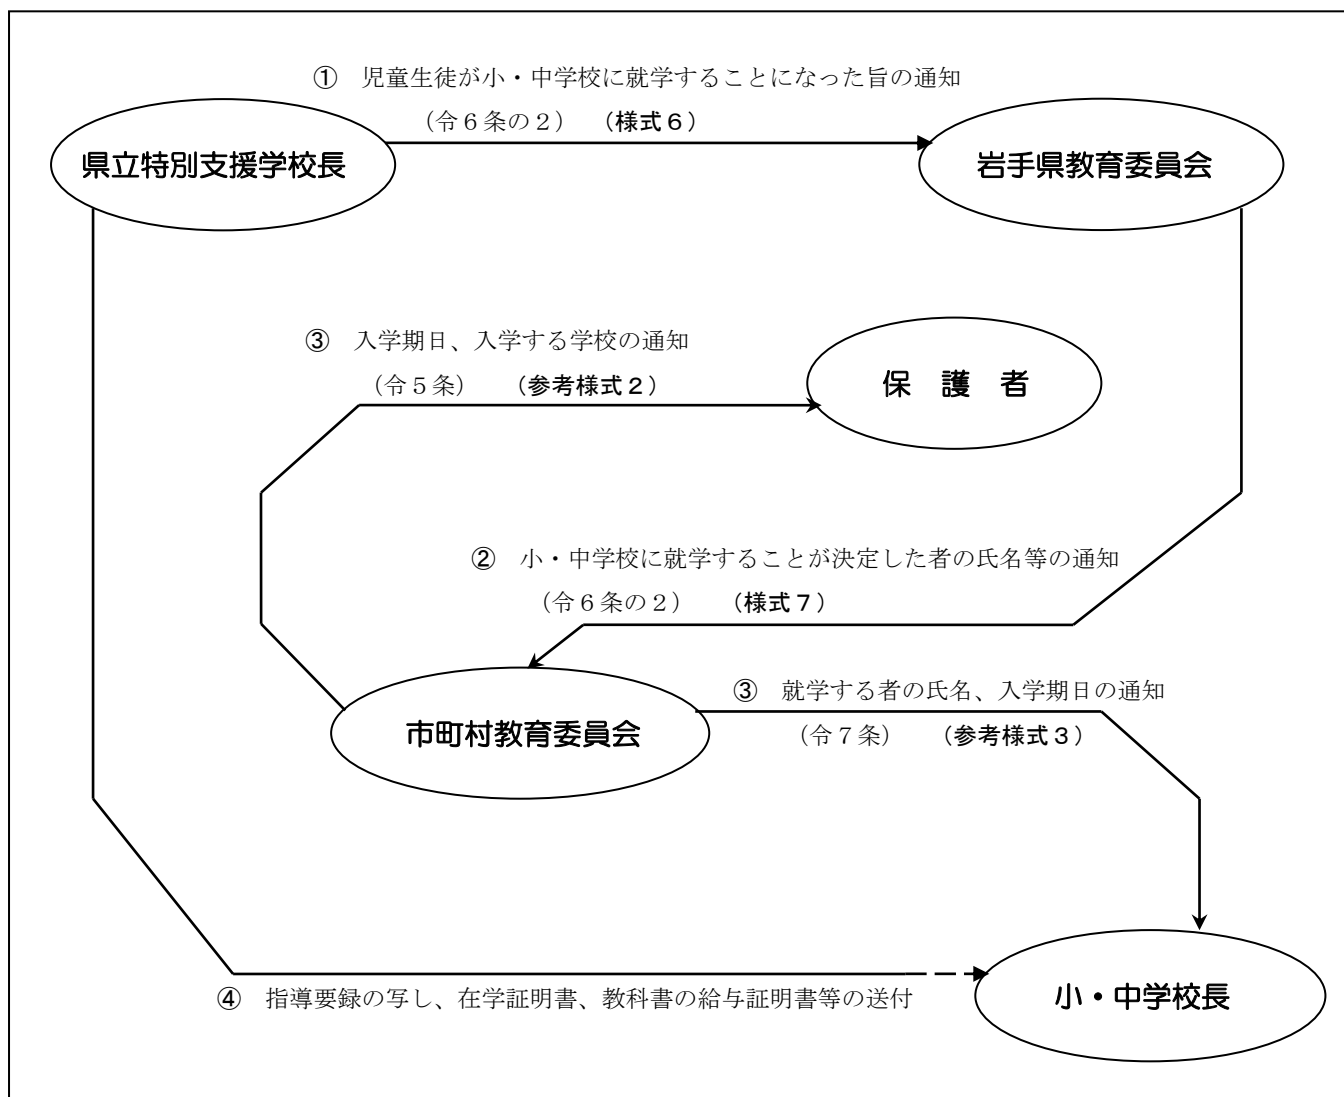 ① 児童生徒が小・中学校に就学することになった旨の通知
（令６条の２） （様式６）
県立特別支援学校長
岩手県教育委員会
③ 入学期日、入学する学校の通知
（令５条） （参考様式２）
保 護 者
② 小・中学校に就学することが決定した者の氏名等の通知
（令６条の２） （様式７）
③ 就学する者の氏名、入学期日の通知
市町村教育委員会
（令７条） （参考様式３）
④ 指導要録の写し、在学証明書、教科書の給与証明書等の送付
小・中学校長